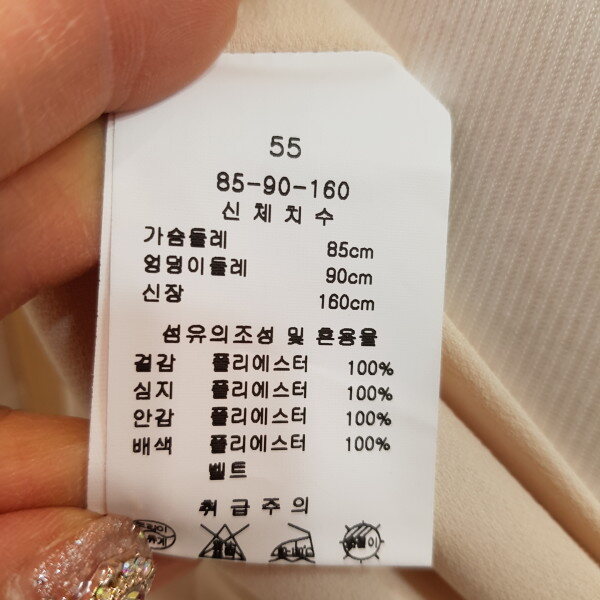 55
85-90-160
신체치수
가슴둘레 85cm
엉덩이둘레 90cm
신장 160cm
섬유의조성 및 혼용율
겉감 폴리에스터 100%
심지 폴리에스터 100%
안감 폴리에스터 100%
배색 폴리에스터 100%
벨트
취급주의